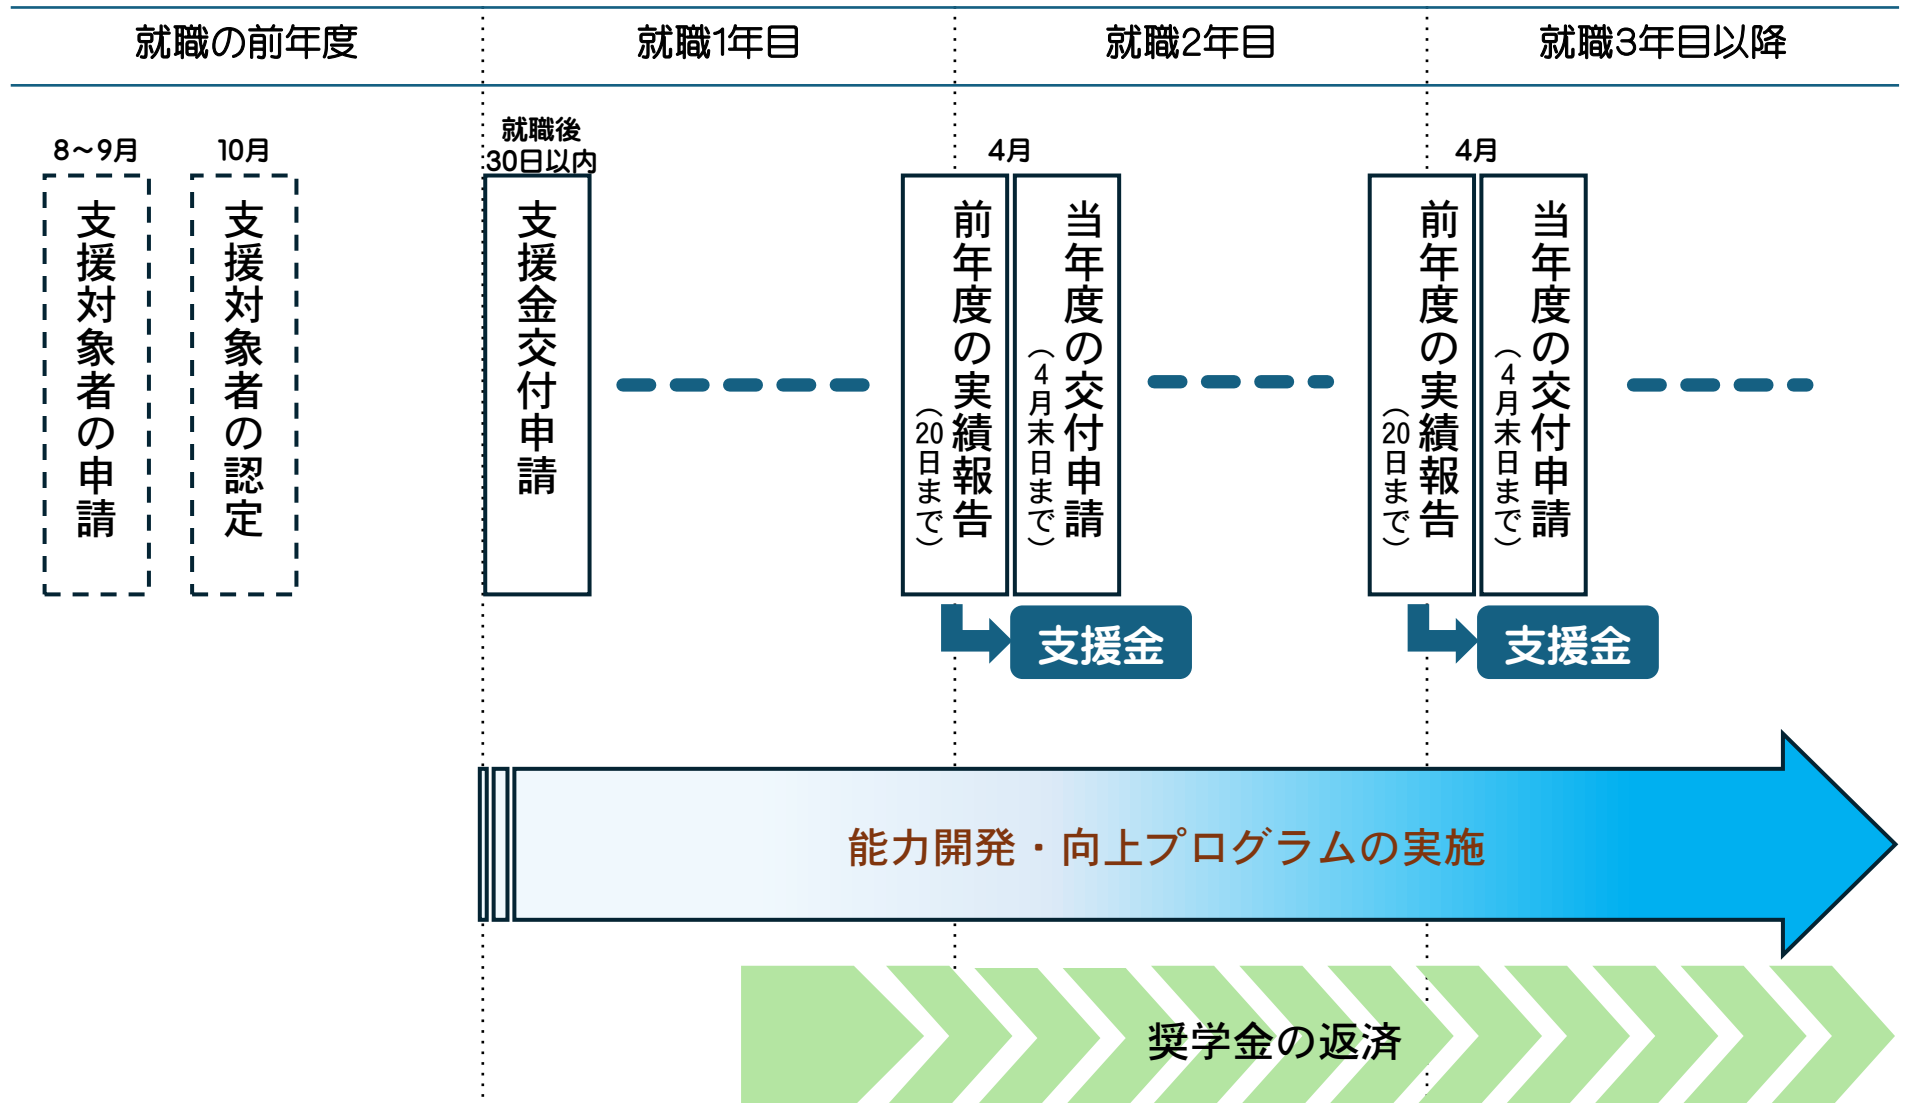 就職の前年度
就職1年目
就職2年目
就職3年目以降
8～9月
支援対象者の申請
10月
支援対象者の認定
就職後
30日以内
支援金交付申請
4月
前年度の実績報告
（20日まで）
当年度の交付申請
（4月末日まで）
4月
前年度の実績報告
（20日まで）
当年度の交付申請
（4月末日まで）
支援金
支援金
能力開発・向上プログラムの実施
奨学金の返済